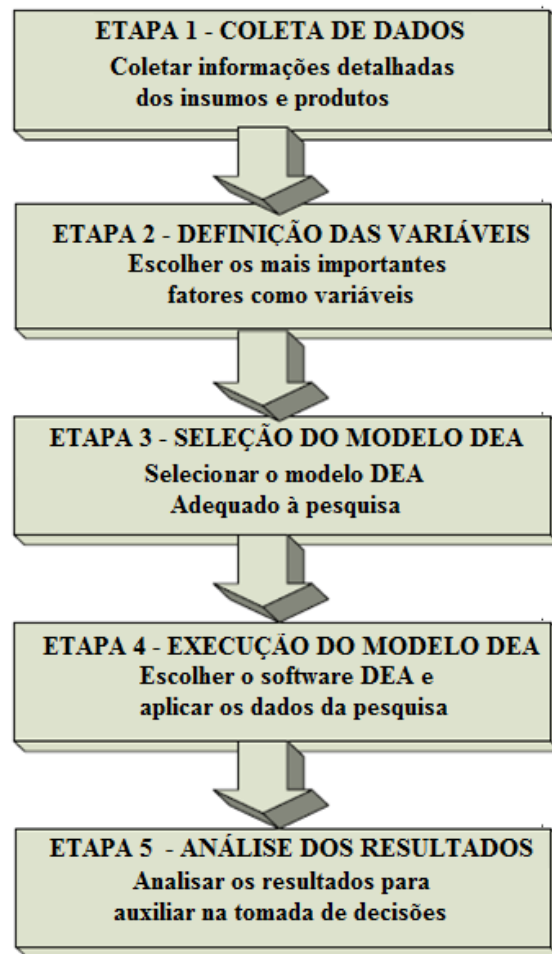 ETAPA 1 - COLETA DE DADOS
Coletar informações detalhadas
dos insumos e produtos
ETAPA 2 - DEFINIÇÃO DAS VARIÁVEIS
Escolher os mais importantes
fatores como variáveis
ETAPA 3 - SELEÇÃO DO MODELO DEA
Selecionar o modelo DEA
Adequado à pesquisa
ETAPA 4 - EXECUÇÃO DO MODELO DEA
Escolher o software DEA e
aplicar os dados da pesquisa
ETAPA 5 - ANÁLISE DOS RESULTADOS
Analisar os resultados para
auxiliar na tomada de decisões